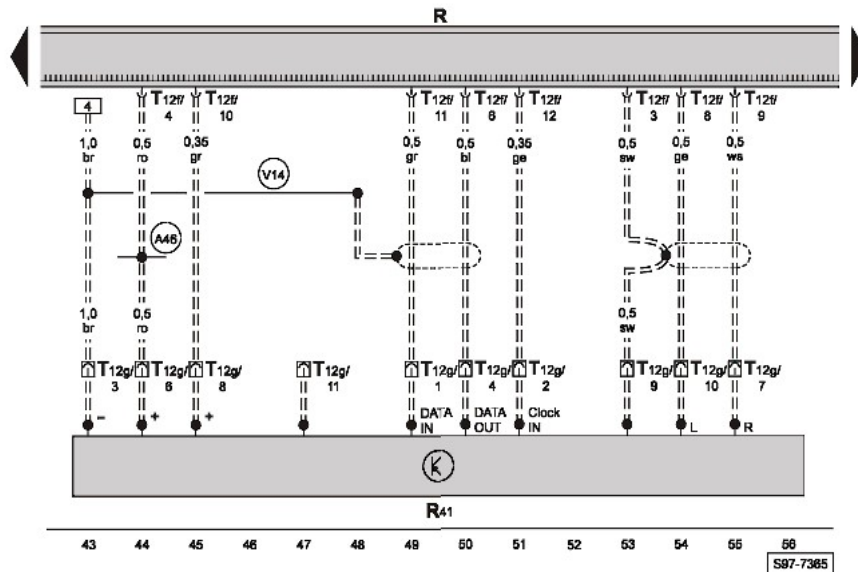 R
T12f/ T12f/ T12f/ T12f/ T12f/ T12f/ T12f/ T12f/
4 4 10 11 6 12 3 8 9
1,0 0,5 0,35 0,5 0,5 0,35 0,5 0,5 0,5
br ro gr gr bl ge sw ge ws
V14
A46
1,0 0,5 0,5
br ro sw
T12g/ T12g/ T12g/ T12g/ T12g/ T12g/ T12g/ T12g/ T12g/ T12g/
3 6 8 11 1 4 2 9 10 7
- + + DATA DATA Clock
IN OUT IN L R
R41
43 44 45 46 47 48 49 50 51 52 53 54 55 56
S97-7365